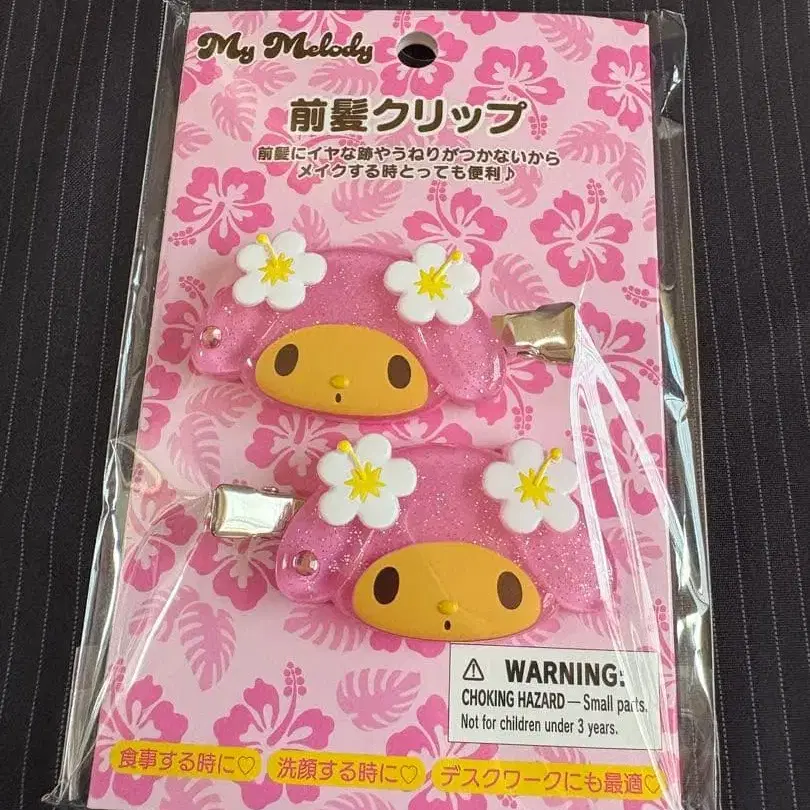 My Melody
前髪クリップ
前髪にイヤな跡やうねりがつかないから
メイクする時とっても便利♪
⚠ WARNING:
CHOKING HAZARD — Small parts.
Not for children under 3 years.
食事する時に♡ 洗顔する時に♡ デスクワークにも最適♡